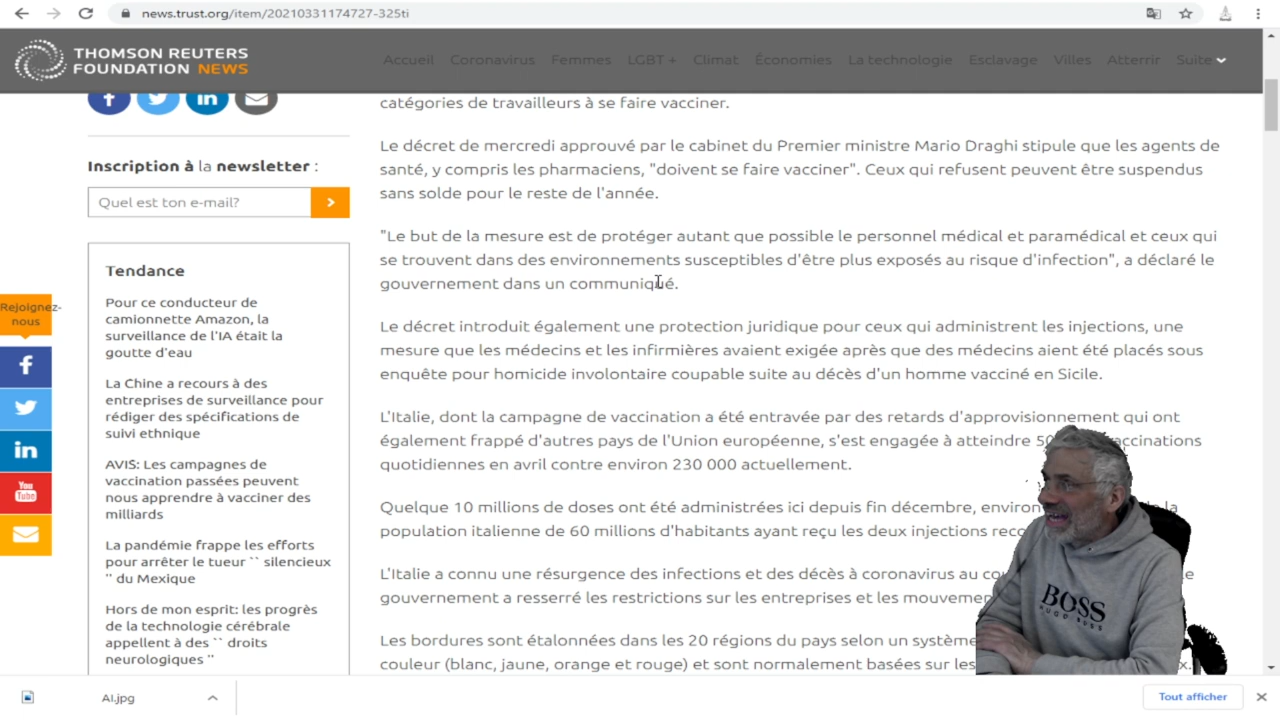 news.trust.org/item/20210331174727-325ti
THOMSON REUTERS
FOUNDATION NEWS
Accueil Coronavirus Femmes LGBT + Climat Économies La technologie Esclavage Villes Atterrir Suite
Inscription à la newsletter :
Quel est ton e-mail?
Tendance
Pour ce conducteur de
camionnette Amazon, la
surveillance de l'IA était la
goutte d'eau
La Chine a recours à des
entreprises de surveillance pour
rédiger des spécifications de
suivi ethnique
AVIS: Les campagnes de
vaccination passées peuvent
nous apprendre à vacciner des
milliards
La pandémie frappe les efforts
pour arrêter le tueur `` silencieux
'' du Mexique
Hors de mon esprit: les progrès
de la technologie cérébrale
appellent à des `` droits
neurologiques ''
Rejoignez-
nous
You
Tube
catégories de travailleurs à se faire vacciner.
Le décret de mercredi approuvé par le cabinet du Premier ministre Mario Draghi stipule que les agents de
santé, y compris les pharmaciens, "doivent se faire vacciner". Ceux qui refusent peuvent être suspendus
sans solde pour le reste de l'année.
"Le but de la mesure est de protéger autant que possible le personnel médical et paramédical et ceux qui
se trouvent dans des environnements susceptibles d'être plus exposés au risque d'infection", a déclaré le
gouvernement dans un communiqué.
Le décret introduit également une protection juridique pour ceux qui administrent les injections, une
mesure que les médecins et les infirmières avaient exigée après que des médecins aient été placés sous
enquête pour homicide involontaire coupable suite au décès d'un homme vacciné en Sicile.
L'Italie, dont la campagne de vaccination a été entravée par des retards d'approvisionnement qui ont
également frappé d'autres pays de l'Union européenne, s'est engagée à atteindre
quotidiennes en avril contre environ 230 000 actuellement.
Quelque 10 millions de doses ont été administrées ici depuis fin décembre,
population italienne de 60 millions d'habitants ayant reçu les deux injections
L'Italie a connu une résurgence des infections et des décès à coronavirus au
gouvernement a resserré les restrictions sur les entreprises et les
Les bordures sont étalonnées dans les 20 régions du pays selon un
couleur (blanc, jaune, orange et rouge) et sont normalement basées sur les
BOSS
HUGO BOSS
AI.jpg
Tout afficher